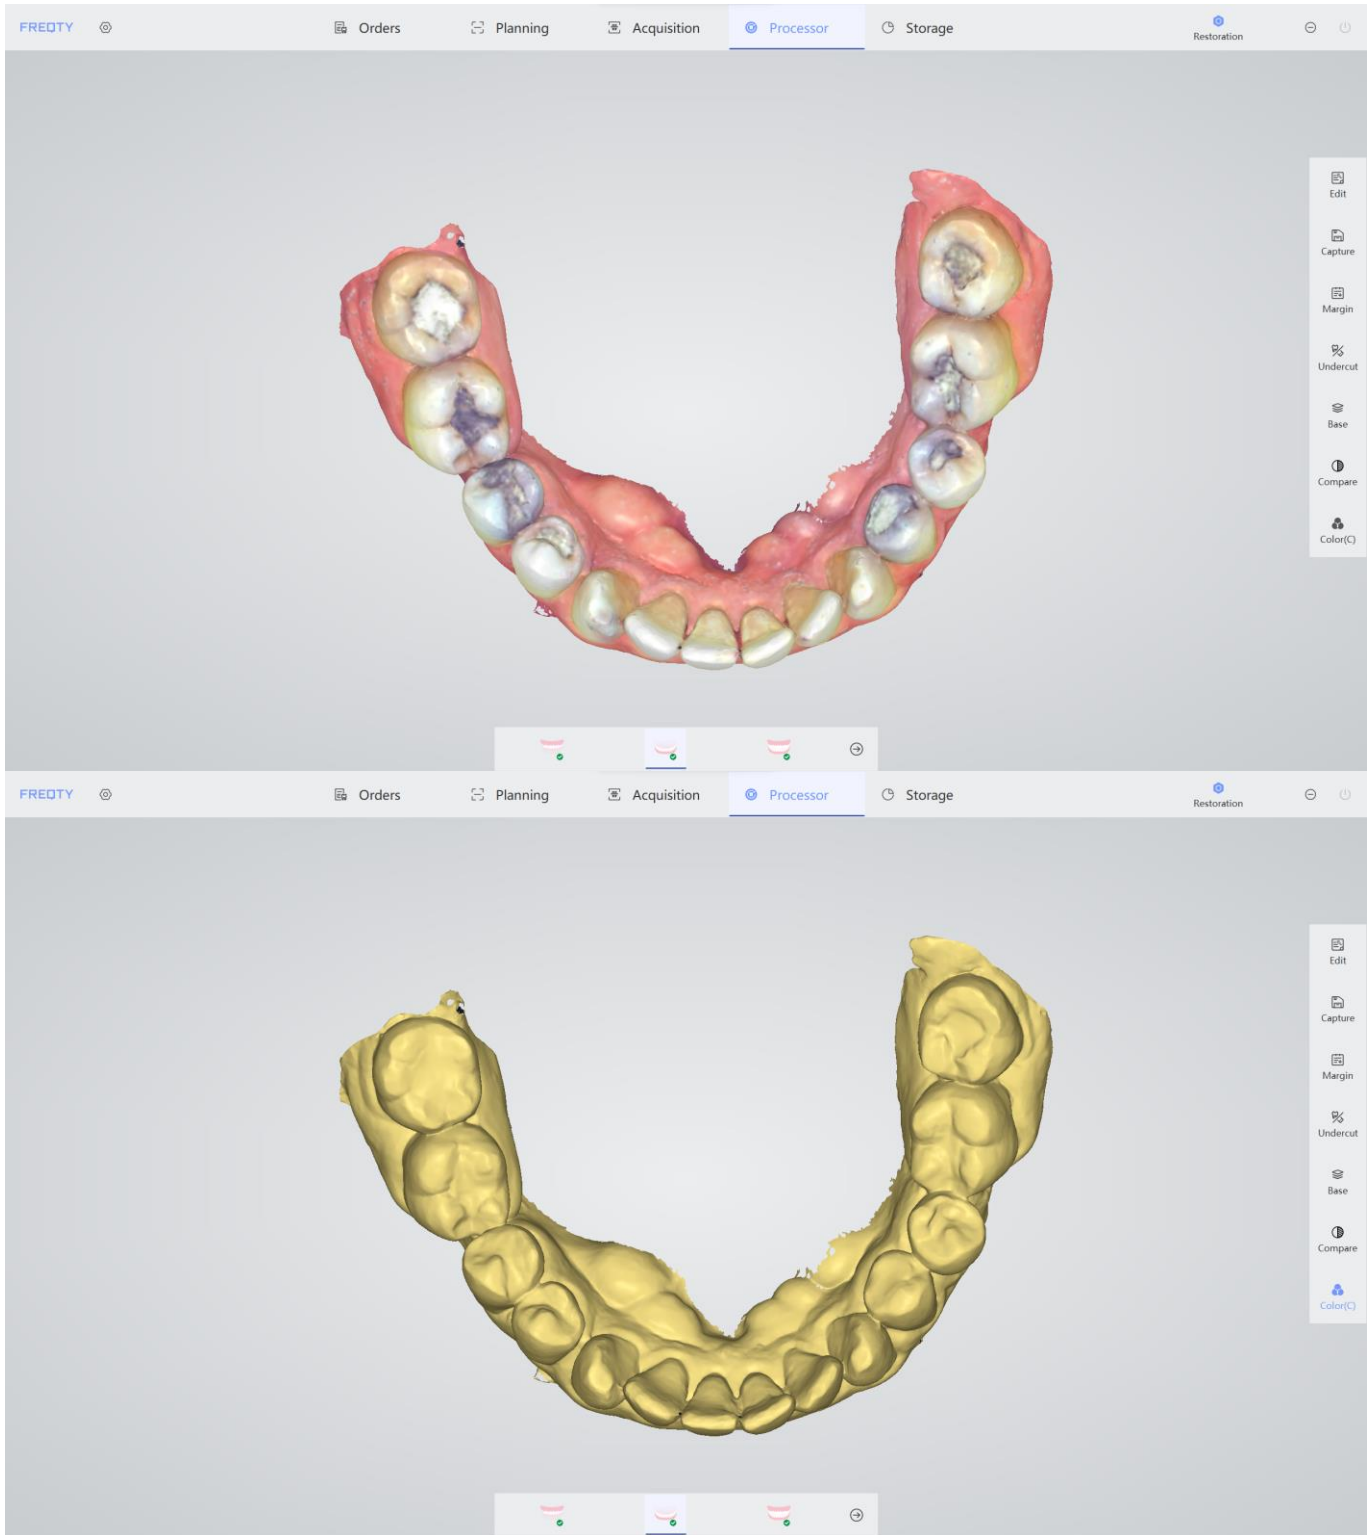 FREQTY Orders Planning Acquisition Processor Storage Restoration
Edit
Capture
Margin
Undercut
Base
Compare
Color(C)
FREQTY Orders Planning Acquisition Processor Storage Restoration
Edit
Capture
Margin
Undercut
Base
Compare
Color(C)